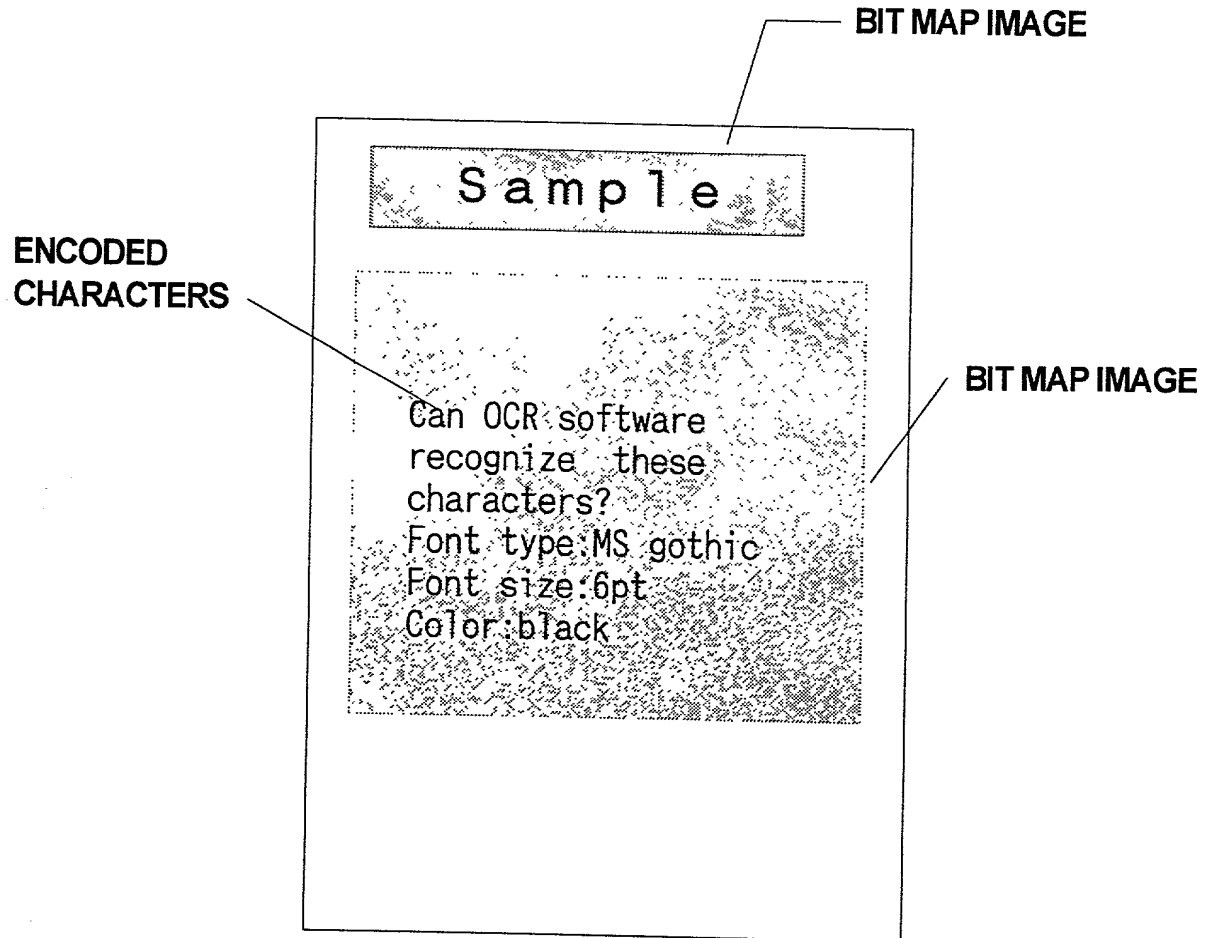 BIT MAP IMAGE
Sample
ENCODED
CHARACTERS
BIT MAP IMAGE
Can OCR software
recognize these
characters?
Font type:MS gothic
Font size:6pt
Color:black